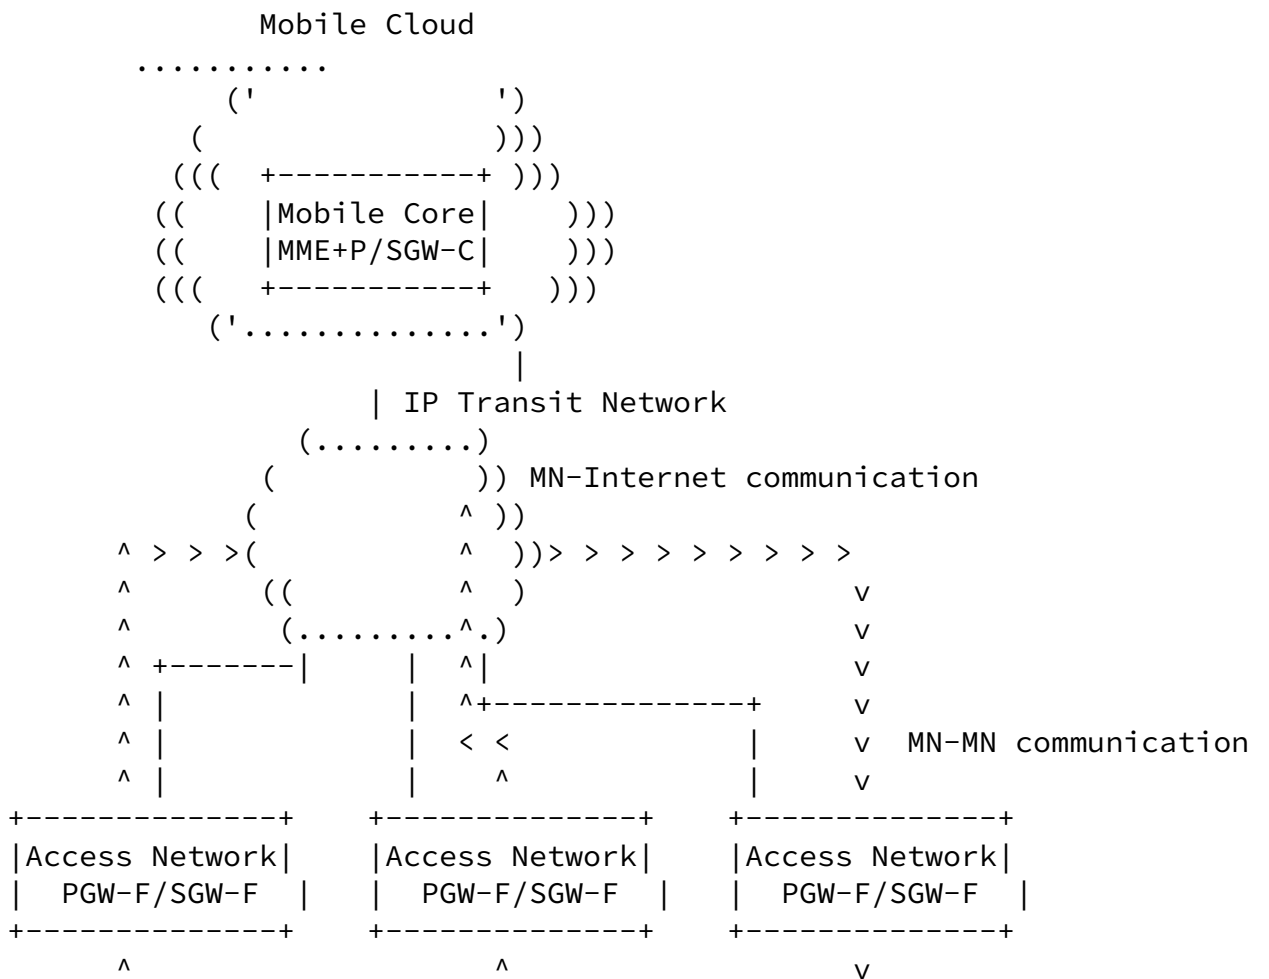 Mobile Cloud
       ...........
            ('             ')
          (                )))
         (((  +-----------+ )))
        ((    |Mobile Core|    )))
        ((    |MME+P/SGW-C|    )))
        (((   +-----------+   )))
           ('..............')
                            |
                    | IP Transit Network
                (.........)
              (           )) MN-Internet communication
             (           ^ ))
      ^ > > >(           ^  ))> > > > > > > > >
      ^       ((         ^  )                  v
      ^        (.........^.)                   v
      ^ +-------|     |  ^|                    v
      ^ |             |  ^+--------------+     v
      ^ |             |  < <             |     v  MN-MN communication
      ^ |             |    ^             |     v
+--------------+    +--------------+    +--------------+
|Access Network|    |Access Network|    |Access Network|
|  PGW-F/SGW-F  |   |  PGW-F/SGW-F  |   |  PGW-F/SGW-F  |
+--------------+    +--------------+    +--------------+
      ^                    ^                   v